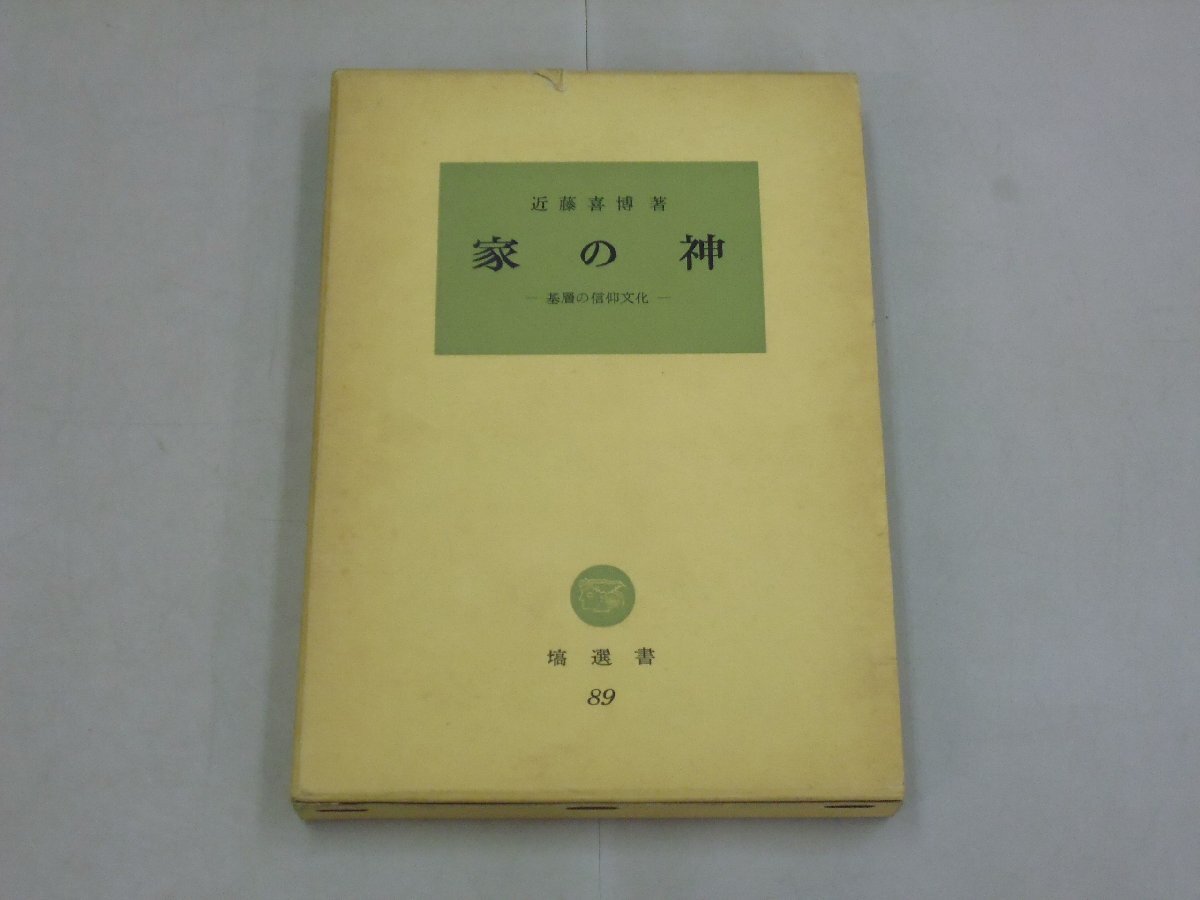 近藤喜博著
家の神
― 基層の信仰文化 ―
塙選書
89